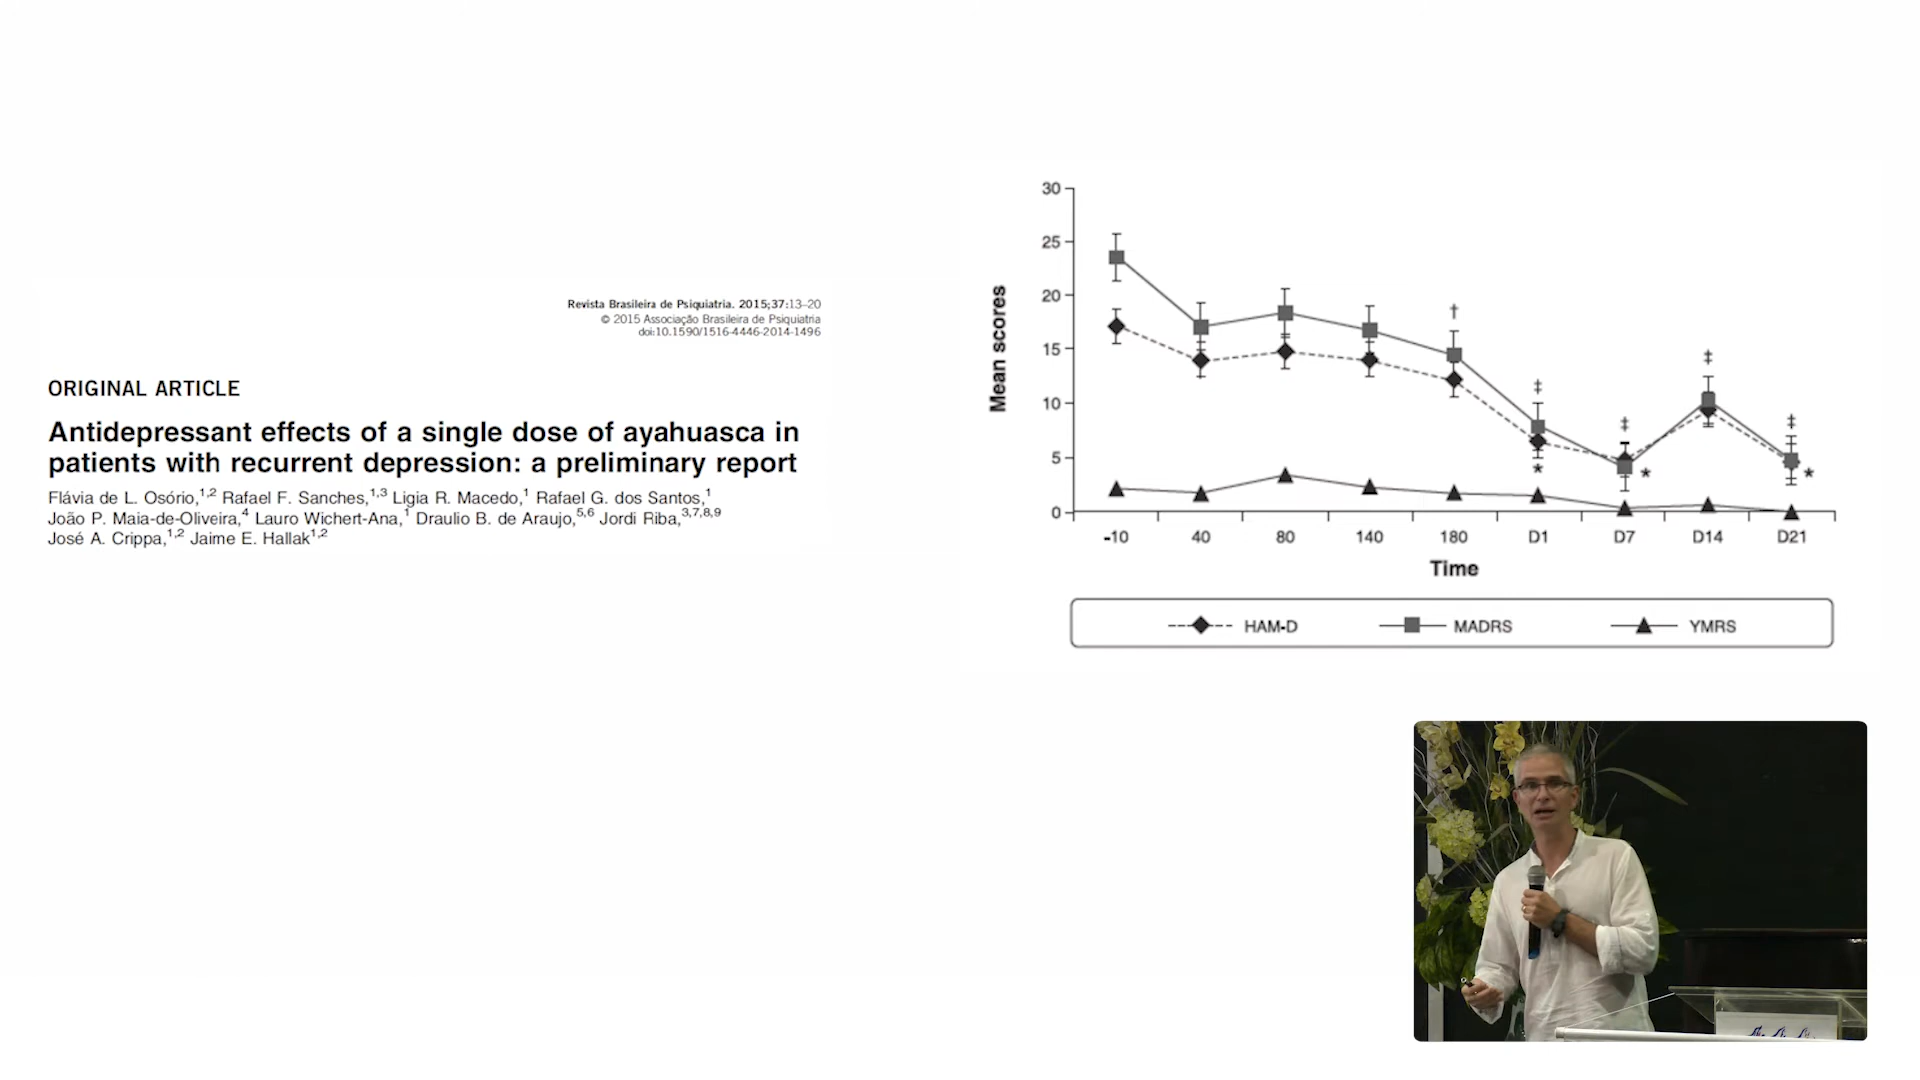 Revista Brasileira de Psiquiatria. 2015;37:13–20
© 2015 Associação Brasileira de Psiquiatria
doi:10.1590/1516-4446-2014-1496
ORIGINAL ARTICLE
Antidepressant effects of a single dose of ayahuasca in
patients with recurrent depression: a preliminary report
Flávia de L. Osório,1,2 Rafael F. Sanches,1,3 Ligia R. Macedo,1 Rafael G. dos Santos,1
João P. Maia-de-Oliveira,4 Lauro Wichert-Ana,1 Draulio B. de Araujo,5,6 Jordi Riba,3,7,8,9
José A. Crippa,1,2 Jaime E. Hallak1,2
Mean scores
30
25
20
15
10
5
0
†
‡
‡
‡
‡
*
*
*
-10 40 80 140 180 D1 D7 D14 D21
Time
HAM-D MADRS YMRS